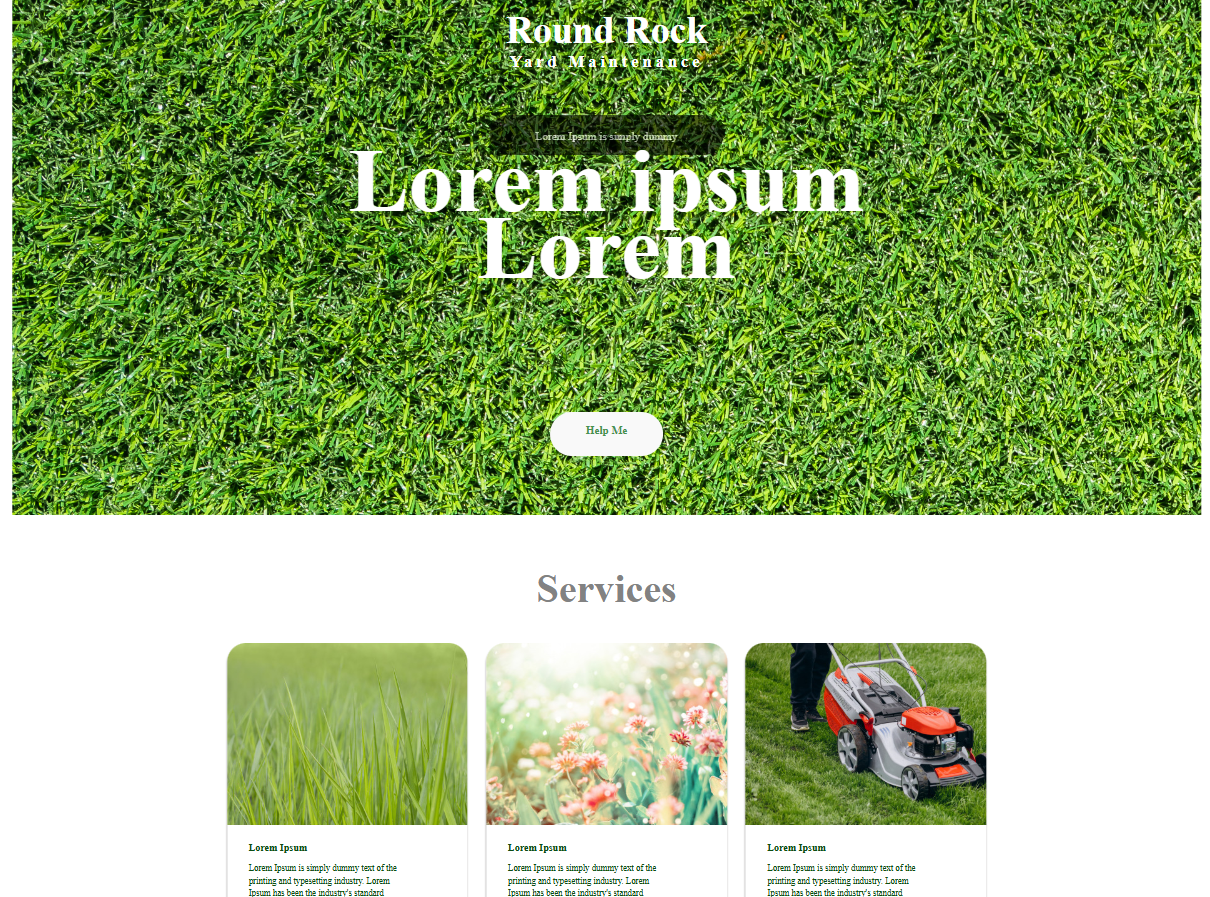 Round Rock
Yard Maintenance
Lorem Ipsum is simply dummy
Lorem ipsum
Lorem
Help Me
Services
Lorem Ipsum
Lorem Ipsum is simply dummy text of the
printing and typesetting industry. Lorem
Ipsum has been the industry's standard
Lorem Ipsum
Lorem Ipsum is simply dummy text of the
printing and typesetting industry. Lorem
Ipsum has been the industry's standard
Lorem Ipsum
Lorem Ipsum is simply dummy text of the
printing and typesetting industry. Lorem
Ipsum has been the industry's standard